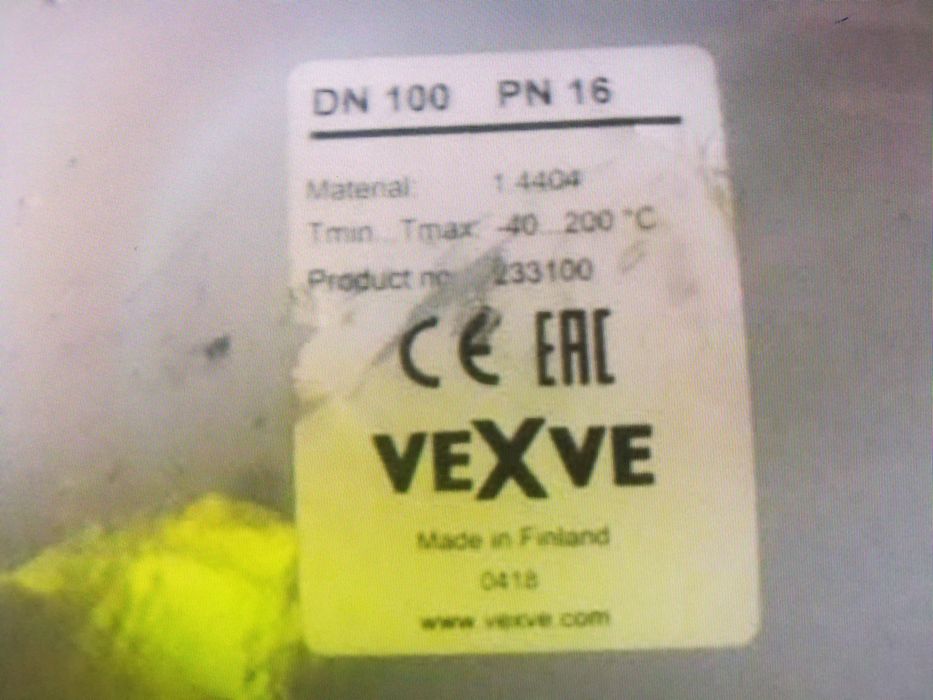 DN 100 PN 16
Material: 1.4404
Tmin...Tmax: -40...200 °C
Product no. 233100
CE EAC
VEXVE
Made in Finland
0418
www.vexve.com